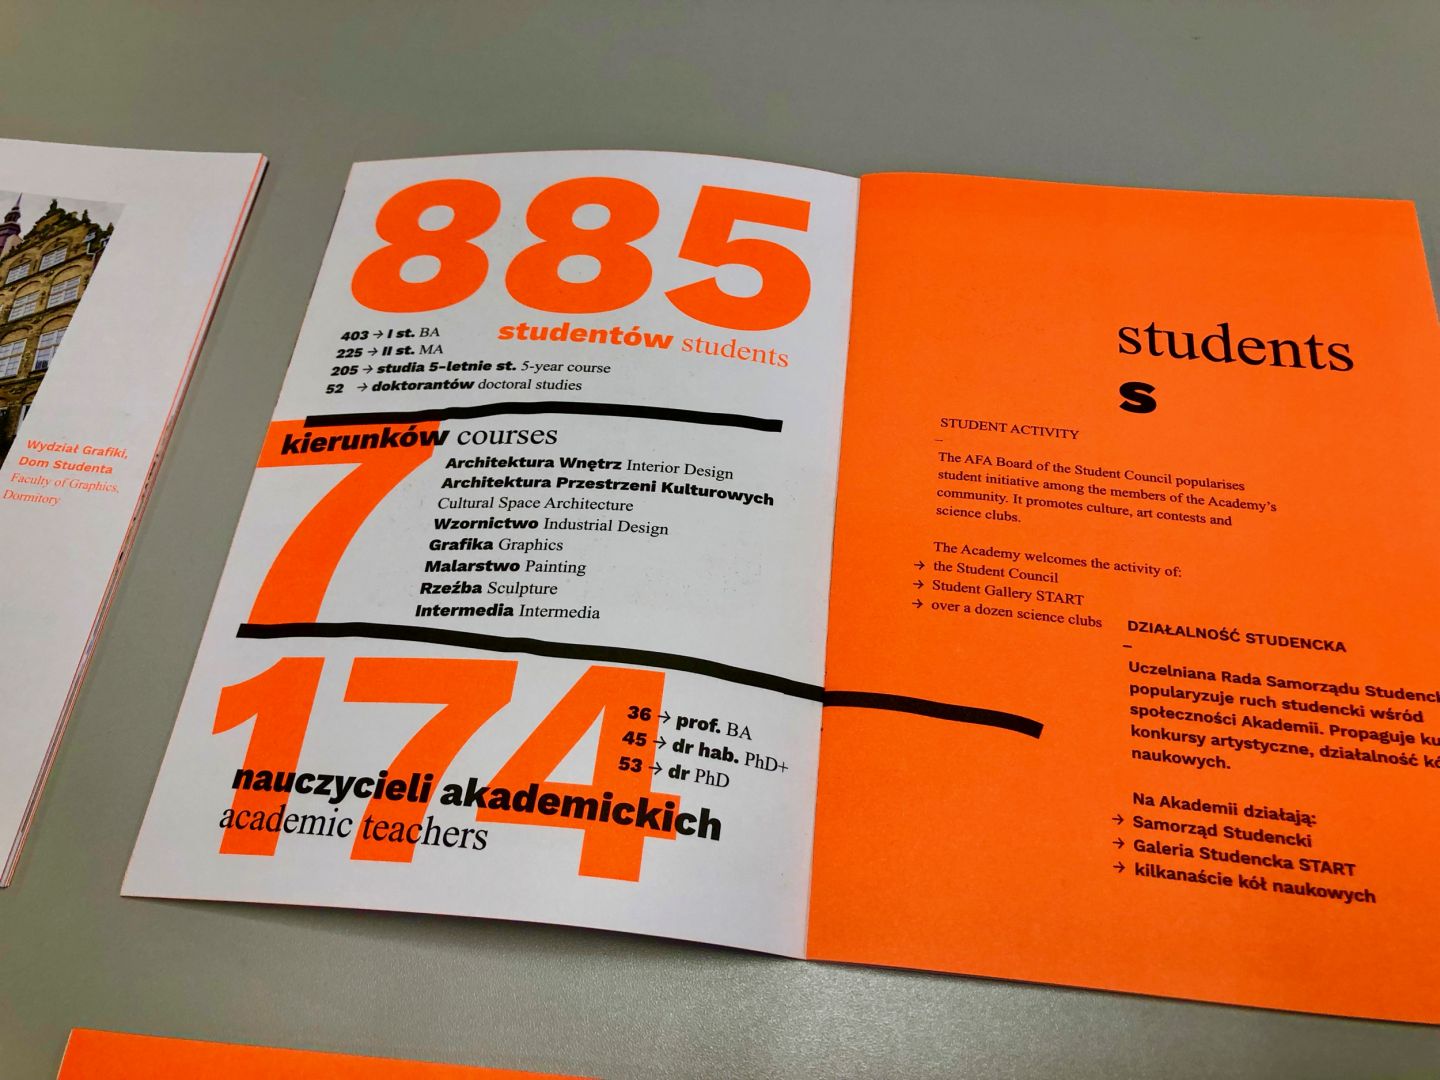 Wydział Grafiki,
Dom Studenta
Faculty of Graphics,
Dormitory
885
studentów students
403 → I st. BA
225 → II st. MA
205 → studia 5-letnie st. 5-year course
52 → doktorantów doctoral studies
7
kierunków courses
Architektura Wnętrz Interior Design
Architektura Przestrzeni Kulturowych
Cultural Space Architecture
Wzornictwo Industrial Design
Grafika Graphics
Malarstwo Painting
Rzeźba Sculpture
Intermedia Intermedia
174
36 → prof. BA
45 → dr hab. PhD+
53 → dr PhD
nauczycieli akademickich
academic teachers
students
s
STUDENT ACTIVITY
–
The AFA Board of the Student Council popularises
student initiative among the members of the Academy's
community. It promotes culture, art contests and
science clubs.
The Academy welcomes the activity of:
→ the Student Council
→ Student Gallery START
→ over a dozen science clubs
DZIAŁALNOŚĆ STUDENCKA
–
Uczelniana Rada Samorządu
popularyzuje ruch studencki wśród
społeczności Akademii. Propaguje
konkursy artystyczne, działalność
naukowych.
Na Akademii działają:
→ Samorząd Studencki
→ Galeria Studencka START
→ kilkanaście kół naukowych